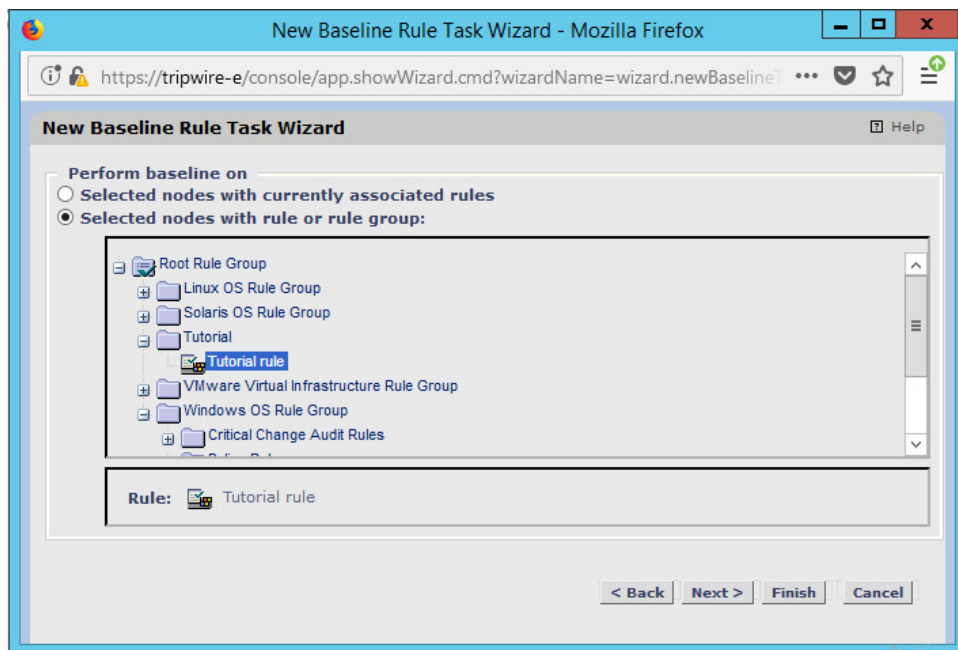 New Baseline Rule Task Wizard - Mozilla Firefox
https://tripwire-e/console/app.showWizard.cmd?wizardName=wizard.newBaseline
New Baseline Rule Task Wizard
Help
Perform baseline on
Selected nodes with currently associated rules
Selected nodes with rule or rule group:
Root Rule Group
Linux OS Rule Group
Solaris OS Rule Group
Tutorial
Tutorial rule
VMware Virtual Infrastructure Rule Group
Windows OS Rule Group
Critical Change Audit Rules
Rule: Tutorial rule
< Back Next > Finish Cancel